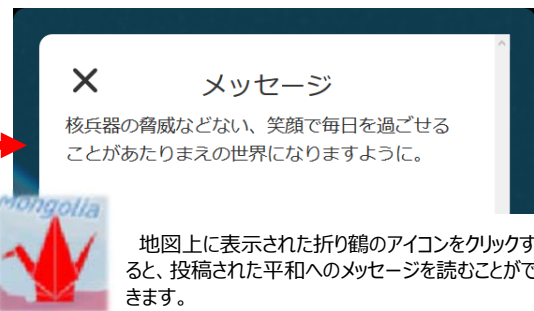 メッセージ
核兵器の脅威などない、笑顔で毎日を過ごせる
ことがあたりまえの世界になりますように。
Mongolia
地図上に表示された折り鶴のアイコンをクリックす
ると、投稿された平和へのメッセージを読むことがで
きます。